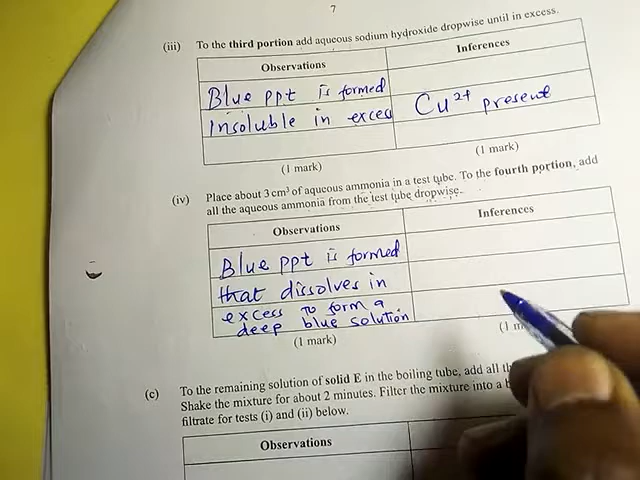 7
(iii) To the third portion add aqueous sodium hydroxide dropwise until in excess.
Observations Inferences
Blue ppt is formed
Insoluble in excess Cu²⁺ present
(1 mark) (1 mark)
(iv) Place about 3 cm³ of aqueous ammonia in a test tube. To the fourth portion, add
all the aqueous ammonia from the test tube dropwise.
Observations Inferences
Blue ppt is formed
that dissolves in
excess to form a
deep blue solution
(1 mark) (1
(c) To the remaining solution of solid E in the boiling tube, add all
Shake the mixture for about 2 minutes. Filter the mixture into a
filtrate for tests (i) and (ii) below.
Observations